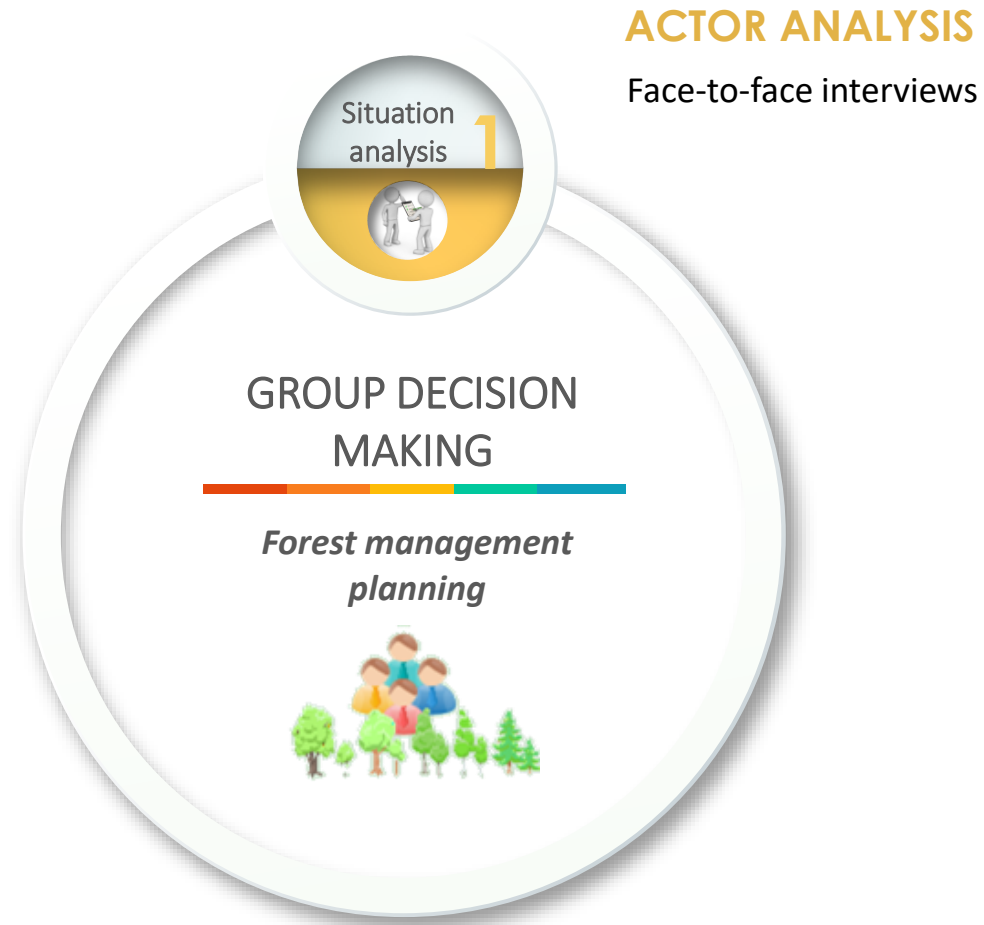 ACTOR ANALYSIS
Face-to-face interviews
Situation
analysis
1
GROUP DECISION
MAKING
Forest management
planning